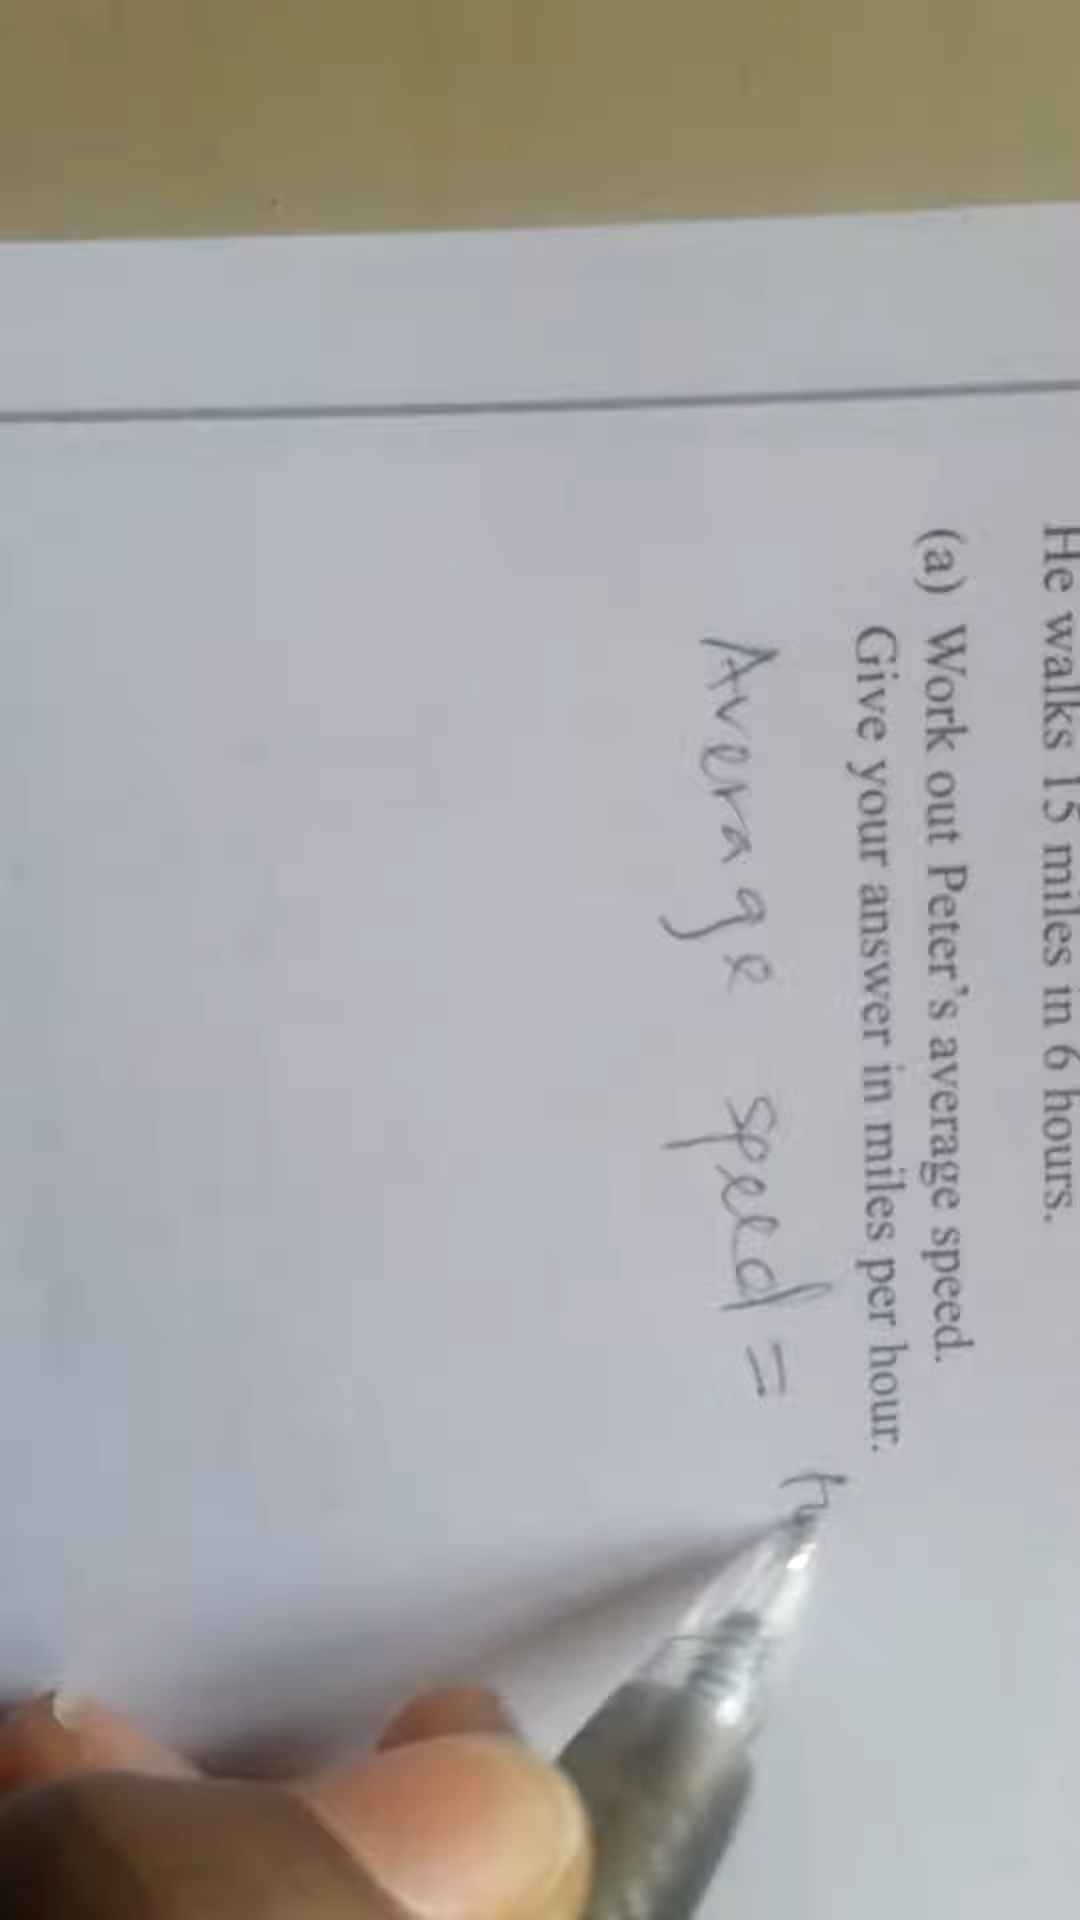 He walks 15 miles in 6 hours.
(a) Work out Peter's average speed.
Give your answer in miles per hour.
Average speed =